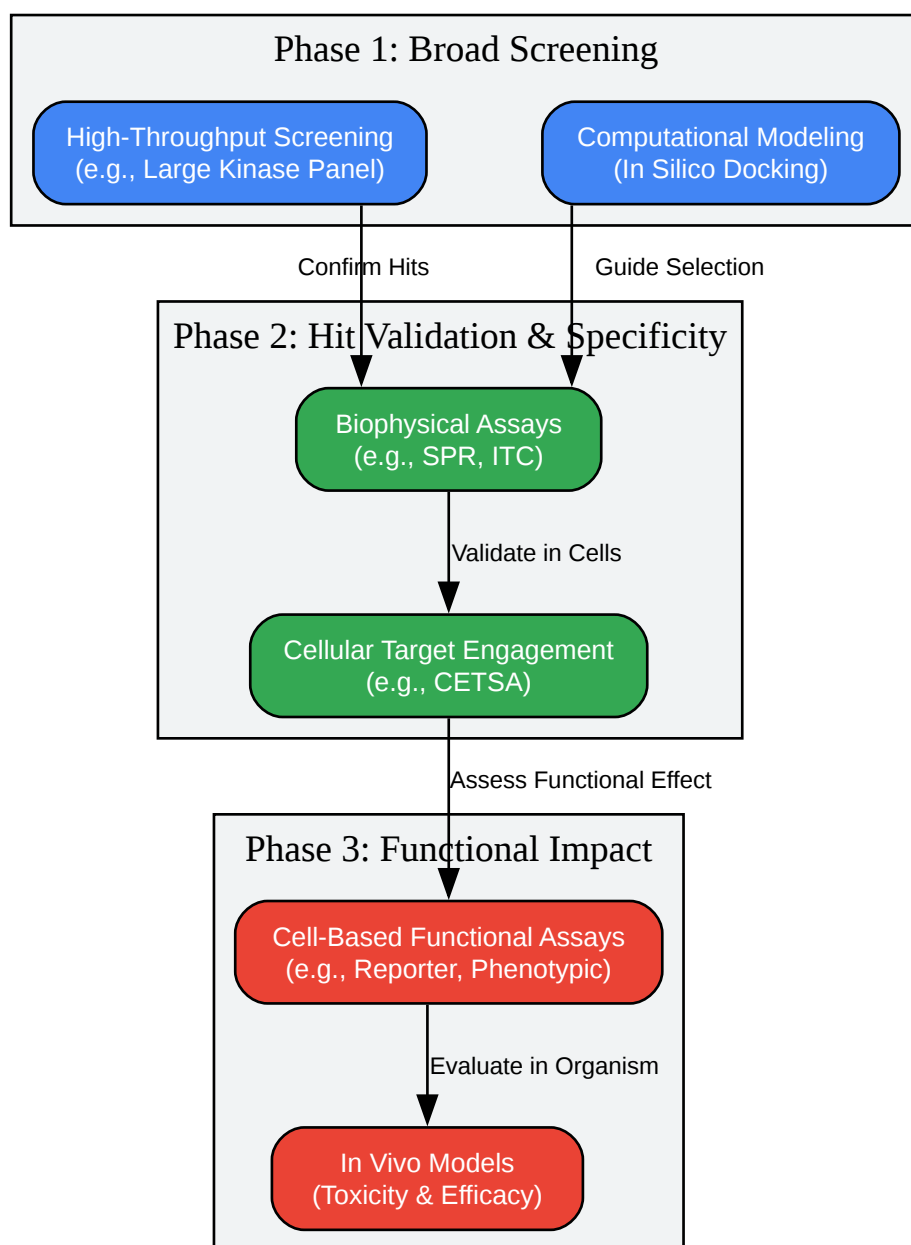 Phase 1: Broad Screening
High-Throughput Screening
(e.g., Large Kinase Panel)
Computational Modeling
(In Silico Docking)
Confirm Hits
Guide Selection
Phase 2: Hit Validation & Specificity
Biophysical Assays
(e.g., SPR, ITC)
Validate in Cells
Cellular Target Engagement
(e.g., CETSA)
Assess Functional Effect
Phase 3: Functional Impact
Cell-Based Functional Assays
(e.g., Reporter, Phenotypic)
Evaluate in Organism
In Vivo Models
(Toxicity & Efficacy)